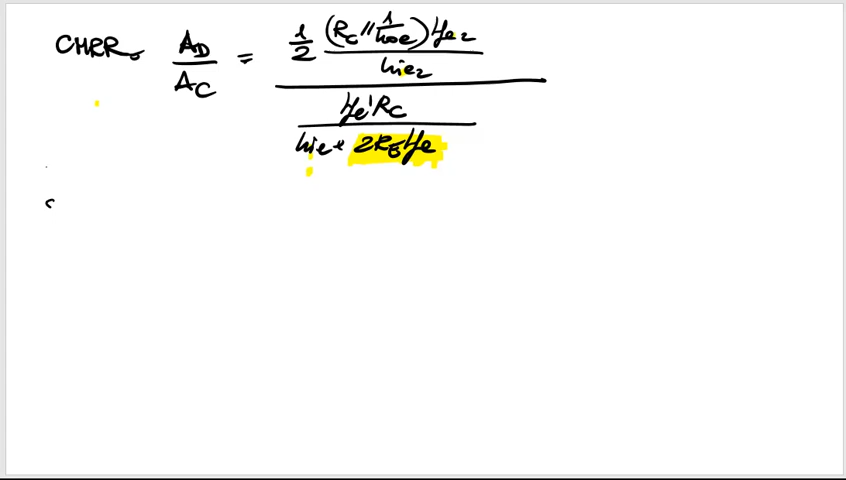 CMRR = AD/AC = (1/2 (RC // 1/hoe) hfe2 / hie2) / (hfe' RC / (hie + 2RE hfe))